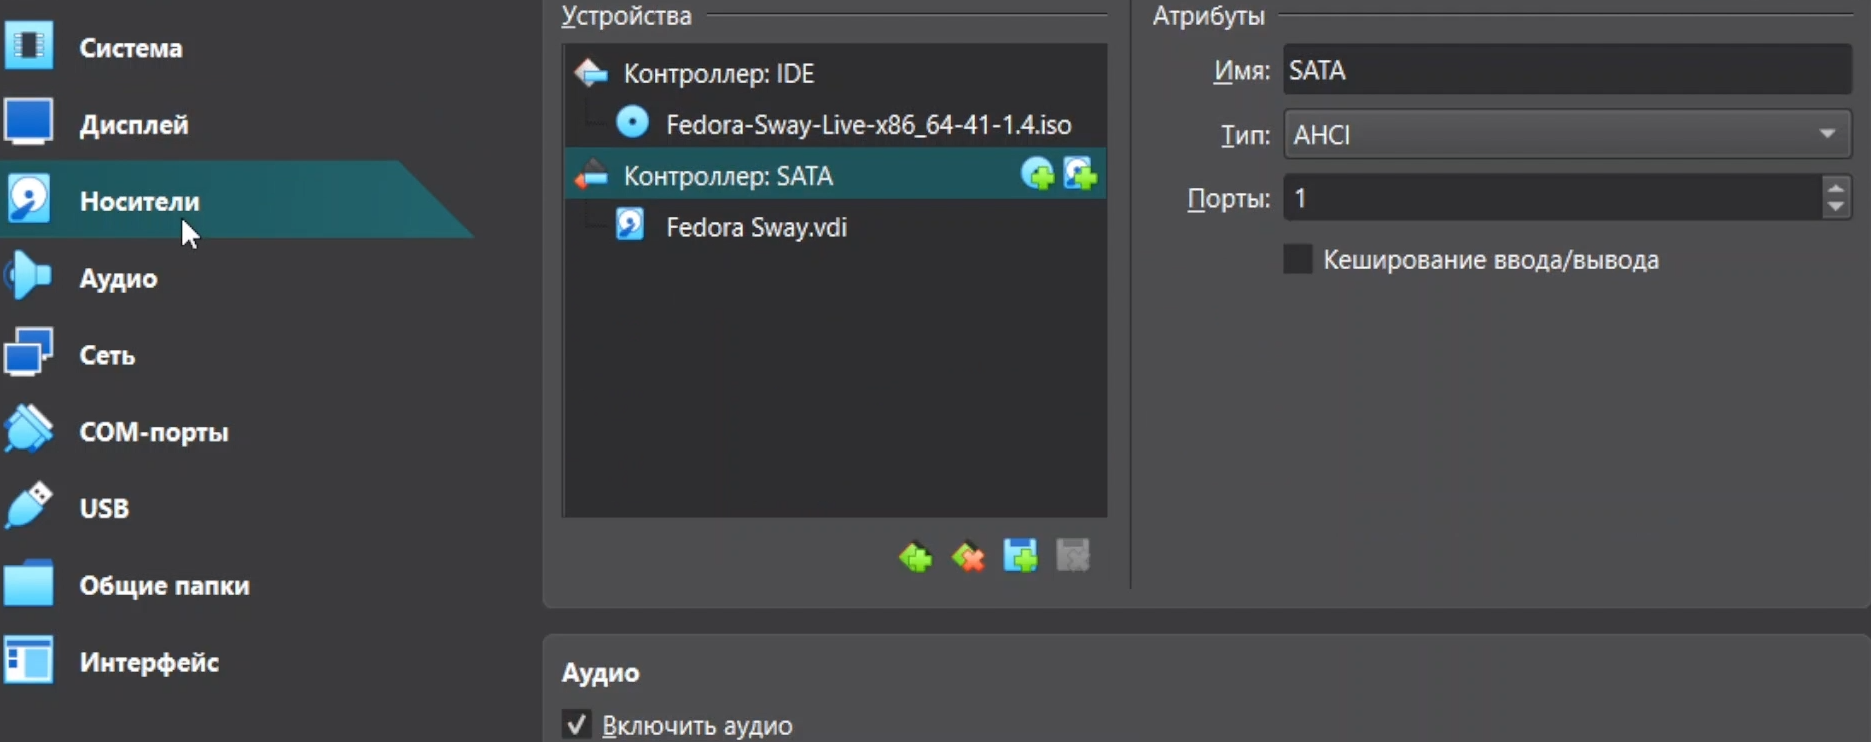 Система
Дисплей
Носители
Аудио
Сеть
COM-порты
USB
Общие папки
Интерфейс
Устройства
Контроллер: IDE
Fedora-Sway-Live-x86_64-41-1.4.iso
Контроллер: SATA
Fedora Sway.vdi
Атрибуты
Имя: SATA
Тип: AHCI
Порты: 1
Кеширование ввода/вывода
Аудио
Включить аудио